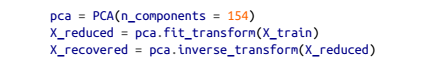 pca = PCA(n_components = 154)
X_reduced = pca.fit_transform(X_train)
X_recovered = pca.inverse_transform(X_reduced)